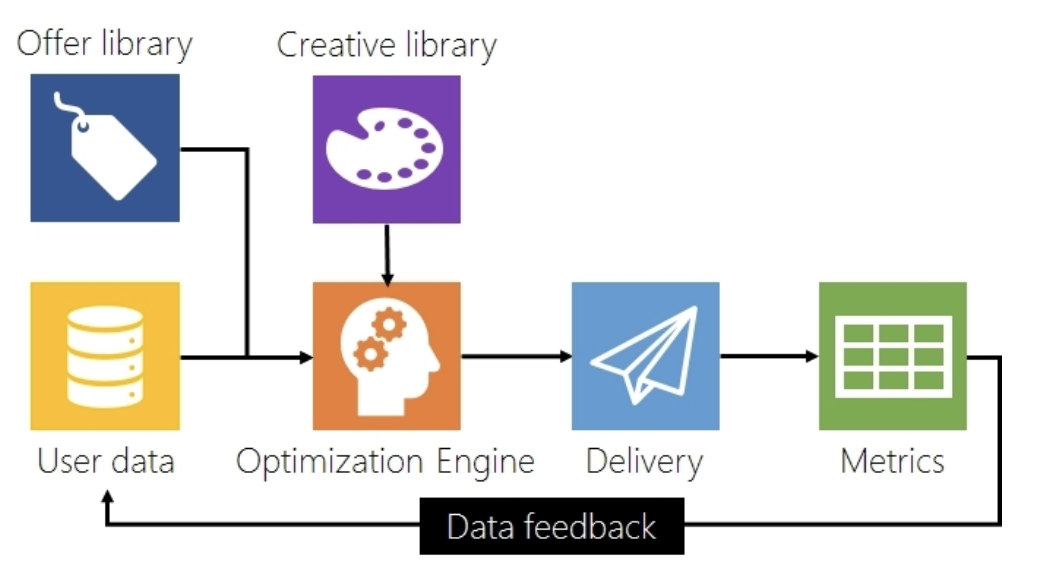 Offer library
Creative library
User data
Optimization Engine
Delivery
Metrics
Data feedback